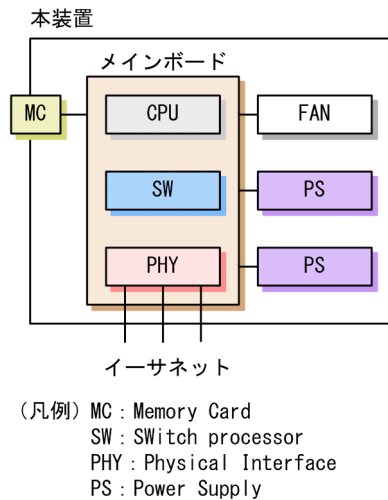 本装置
メインボード
MC
CPU
FAN
SW
PS
PHY
PS
イーサネット
（凡例）MC：Memory Card
SW：SWitch processor
PHY：Physical Interface
PS：Power Supply